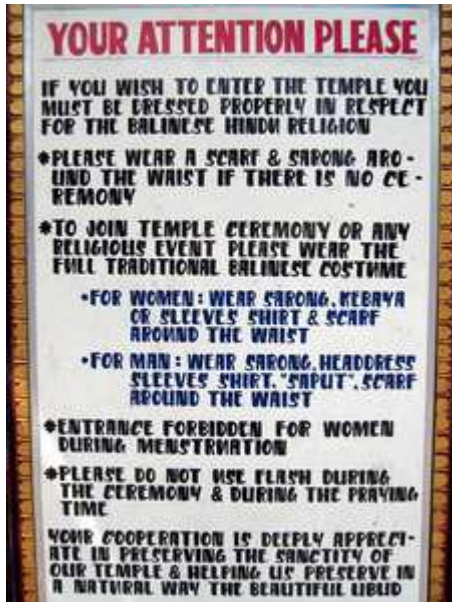 YOUR ATTENTION PLEASE
IF YOU WISH TO ENTER THE TEMPLE YOU
MUST BE DRESSED PROPERLY IN RESPECT
FOR THE BALINESE HINDU RELIGION
*PLEASE WEAR A SCARF & SARONG ARO-
UND THE WAIST IF THERE IS NO CE-
REMONY
*TO JOIN TEMPLE CEREMONY OR ANY
RELIGIOUS EVENT PLEASE WEAR THE
FULL TRADITIONAL BALINESE COSTUME
•FOR WOMEN : WEAR SARONG, KEBAYA
OR SLEEVES SHIRT & SCARF
AROUND THE WAIST
•FOR MAN : WEAR SARONG, HEADDRESS
SLEEVES SHIRT, "SAPUT", SCARF
AROUND THE WAIST
*ENTRANCE FORBIDDEN FOR WOMEN
DURING MENSTRUATION
*PLEASE DO NOT USE FLASH DURING
THE CEREMONY & DURING THE PRAYING
TIME
YOUR COOPERATION IS DEEPLY APPRECI-
ATE IN PRESERVING THE SANCTITY OF
OUR TEMPLE & HELPING US PRESERVE IN
A NATURAL WAY THE BEAUTIFUL UBUD